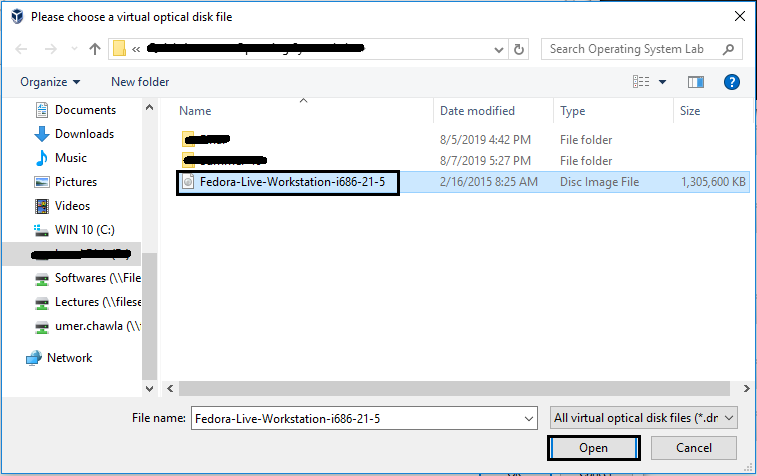 Please choose a virtual optical disk file
«
Search Operating System Lab
Organize
New folder
Name Date modified Type Size
8/5/2019 4:42 PM File folder
8/7/2019 5:27 PM File folder
Fedora-Live-Workstation-i686-21-5 2/16/2015 8:25 AM Disc Image File 1,305,600 KB
Documents
Downloads
Music
Pictures
Videos
WIN 10 (C:)
Softwares (\\File
Lectures (\\filese
umer.chawla (\\f
Network
File name: Fedora-Live-Workstation-i686-21-5
All virtual optical disk files (*.dr
Open
Cancel